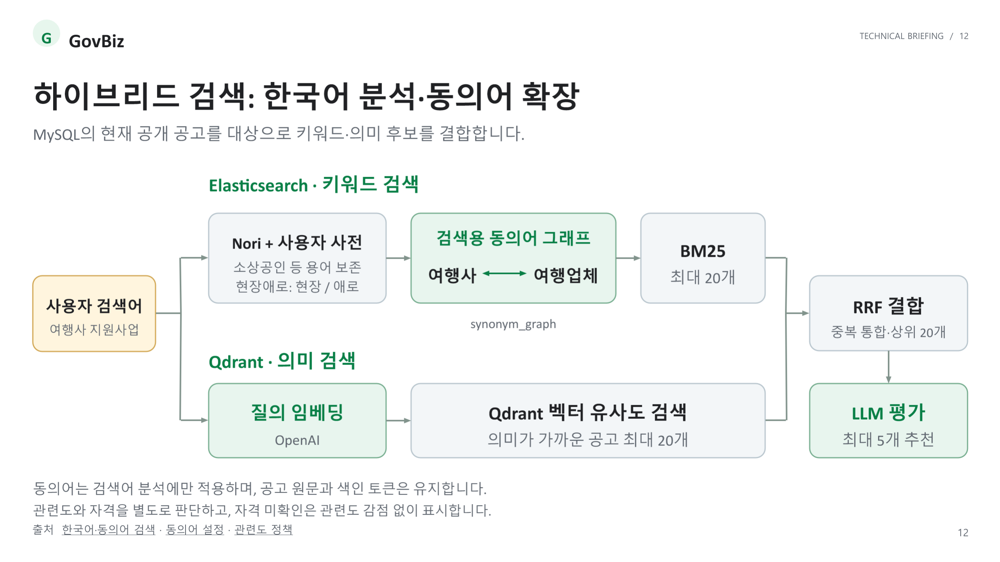 G GovBiz
TECHNICAL BRIEFING / 12
하이브리드 검색: 한국어 분석·동의어 확장
MySQL의 현재 공개 공고를 대상으로 키워드·의미 후보를 결합합니다.
Elasticsearch · 키워드 검색
사용자 검색어
여행사 지원사업
Nori + 사용자 사전
소상공인 등 용어 보존
현장애로: 현장 / 애로
검색용 동의어 그래프
여행사 여행업체
synonym_graph
BM25
최대 20개
Qdrant · 의미 검색
질의 임베딩
OpenAI
Qdrant 벡터 유사도 검색
의미가 가까운 공고 최대 20개
RRF 결합
중복 통합·상위 20개
LLM 평가
최대 5개 추천
동의어는 검색어 분석에만 적용하며, 공고 원문과 색인 토큰은 유지합니다.
관련도와 자격을 별도로 판단하고, 자격 미확인은 관련도 감점 없이 표시합니다.
출처 한국어·동의어 검색 · 동의어 설정 · 관련도 정책
12